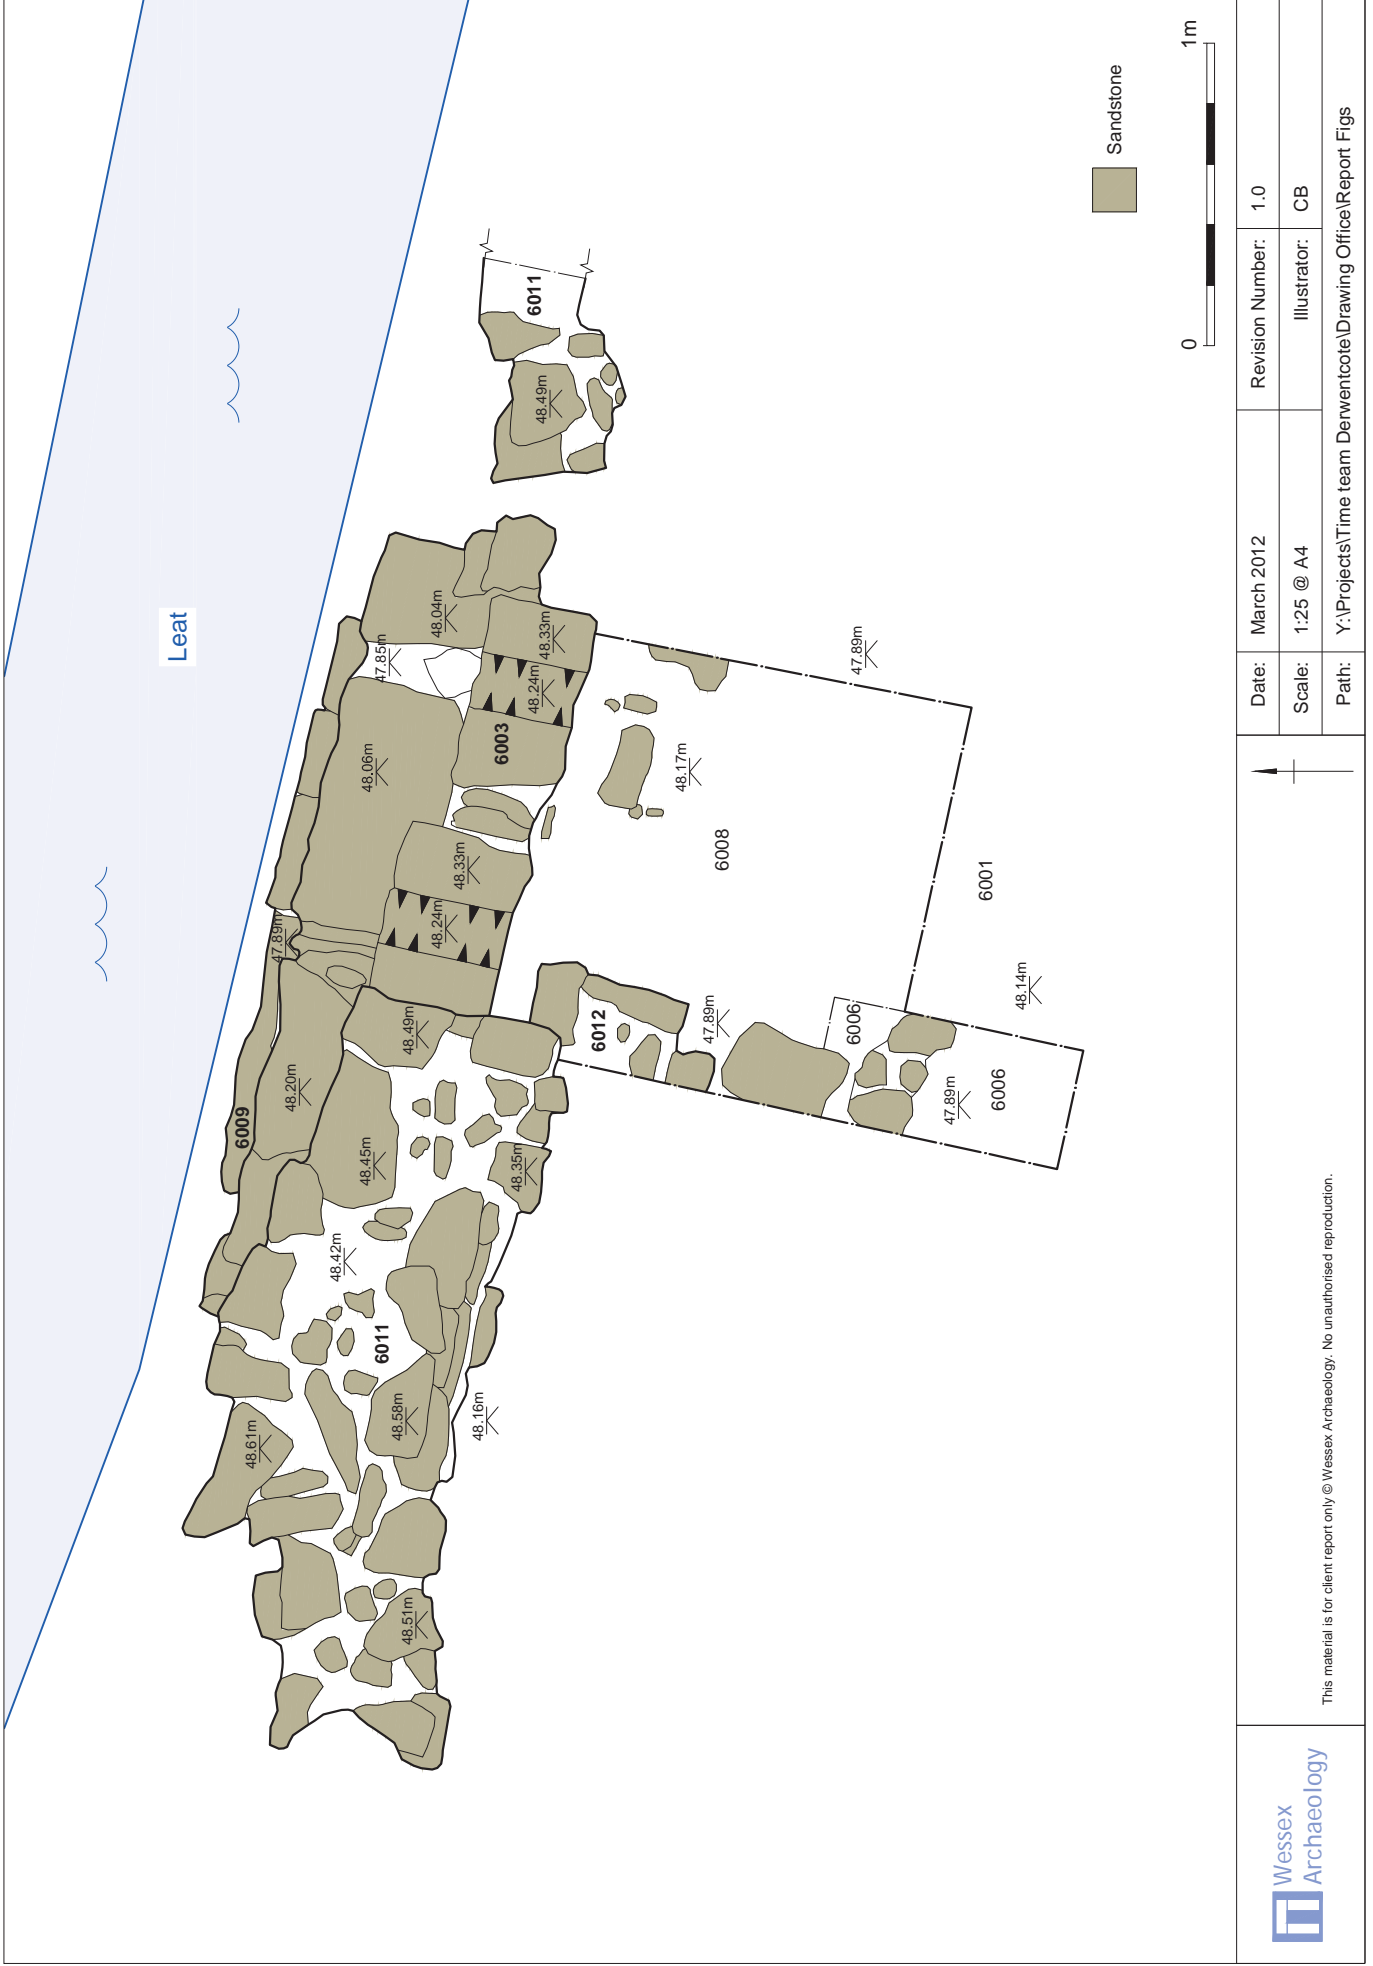 Leat
6011
48.49m
48.04m
48.33m
47.85m
48.24m
6003
48.06m
48.33m
48.24m
47.89m
48.49m
48.20m
6009
48.45m
48.35m
48.42m
6011
48.58m
48.16m
48.61m
48.51m
6012
47.89m
48.17m
47.89m
6008
6001
48.14m
6006
47.89m
6006
Sandstone
0
1m
Wessex
Archaeology
This material is for client report only © Wessex Archaeology. No unauthorised reproduction.
Date: March 2012 Revision Number: 1.0
Scale: 1:25 @ A4 Illustrator: CB
Path: Y:\Projects\Time team Derwentcote\Drawing Office\Report Figs